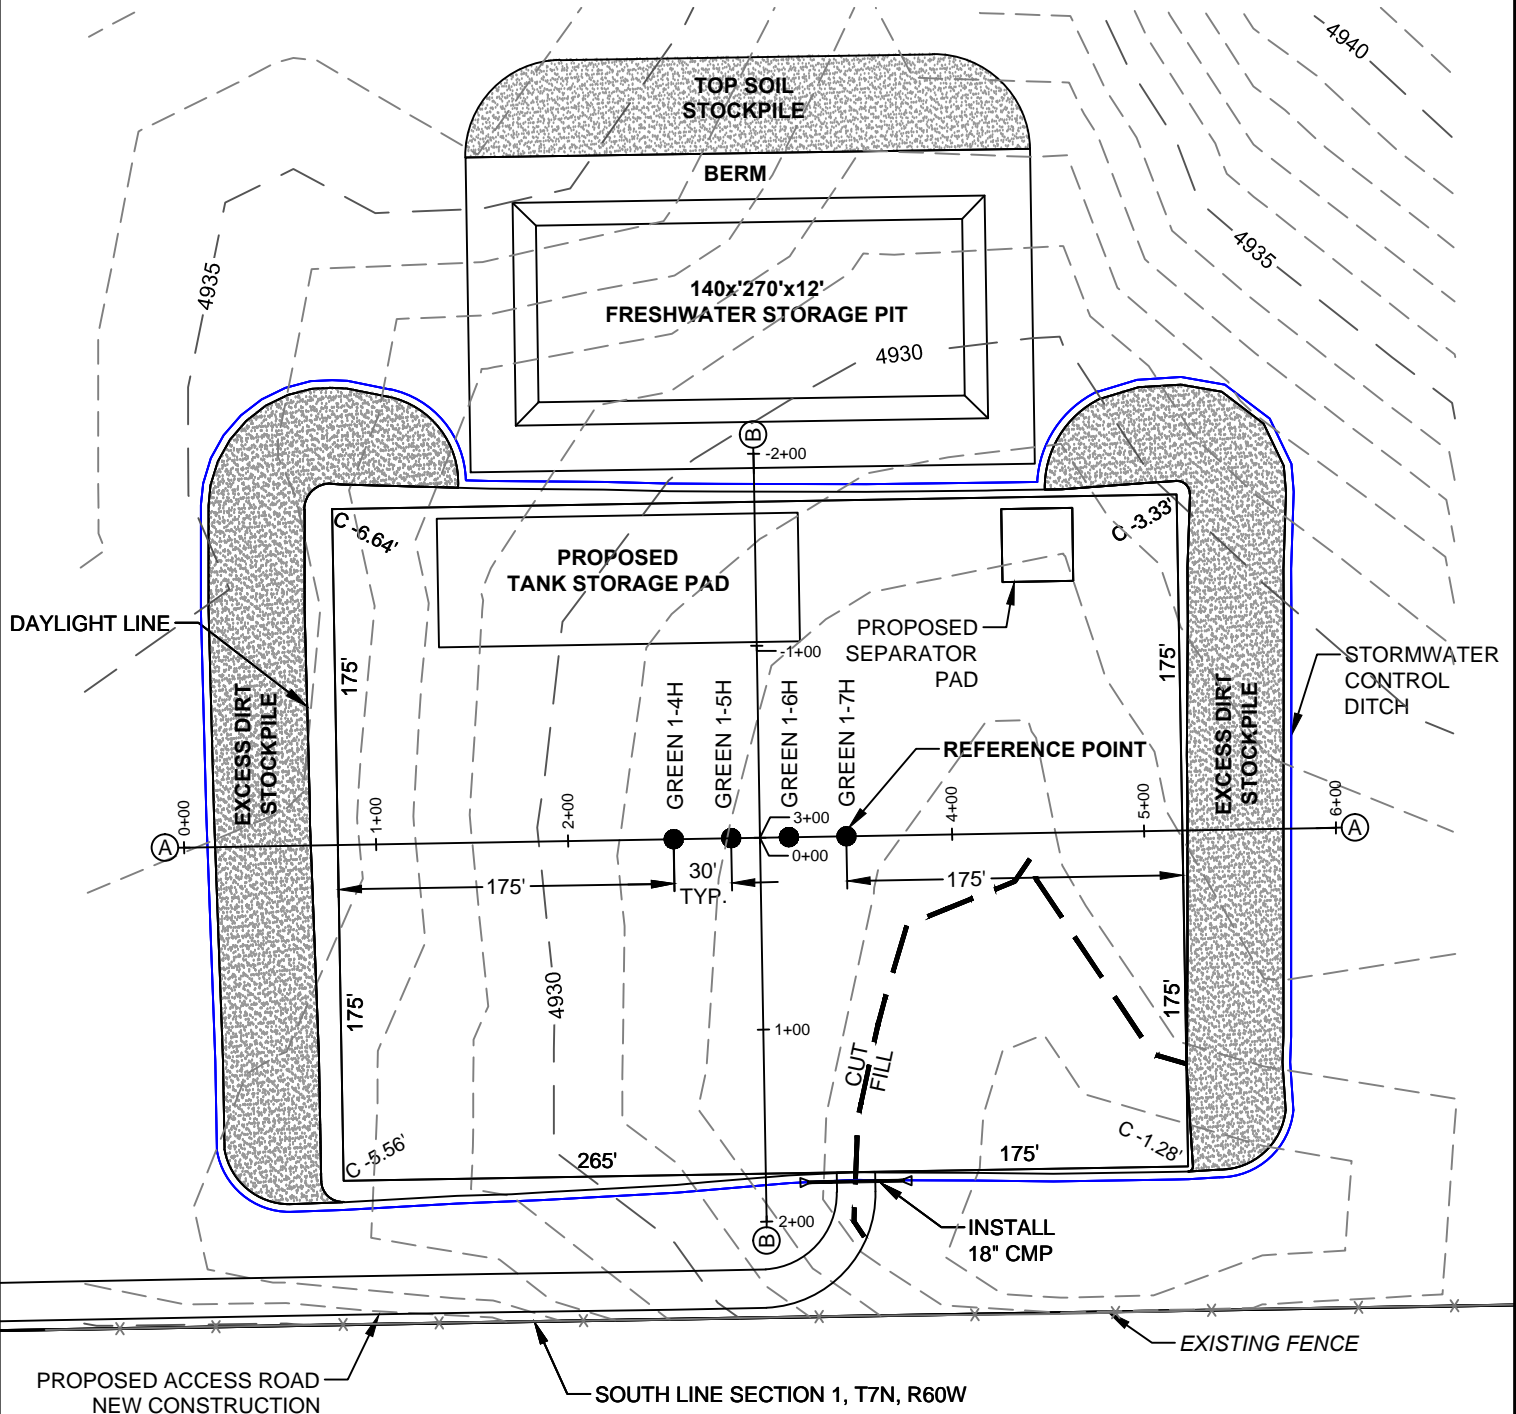 4940
TOP SOIL
STOCKPILE
BERM
4935
4935
140x'270'x12'
FRESHWATER STORAGE PIT
4930
B
-2+00
C -6.64'
C -3.33'
PROPOSED
TANK STORAGE PAD
DAYLIGHT LINE
PROPOSED
SEPARATOR
PAD
-1+00
175'
175'
STORMWATER
CONTROL
DITCH
EXCESS DIRT
STOCKPILE
GREEN 1-4H
GREEN 1-5H
GREEN 1-6H
GREEN 1-7H
REFERENCE POINT
EXCESS DIRT
STOCKPILE
A
0+00
1+00
2+00
3+00
0+00
4+00
5+00
6+00
A
175'
30'
TYP.
175'
4930
175'
175'
1+00
CUT
FILL
C -5.56'
265'
175'
C -1.28'
2+00
B
INSTALL
18" CMP
EXISTING FENCE
PROPOSED ACCESS ROAD
NEW CONSTRUCTION
SOUTH LINE SECTION 1, T7N, R60W